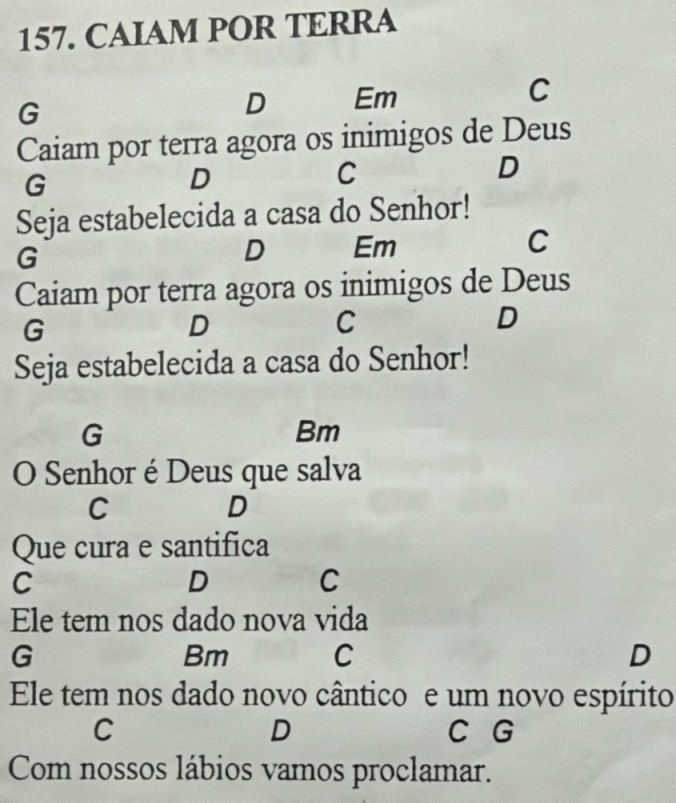 157. CAIAM POR TERRA
G D Em C
Caiam por terra agora os inimigos de Deus
G D C D
Seja estabelecida a casa do Senhor!
G D Em C
Caiam por terra agora os inimigos de Deus
G D C D
Seja estabelecida a casa do Senhor!
G Bm
O Senhor é Deus que salva
C D
Que cura e santifica
C D C
Ele tem nos dado nova vida
G Bm C D
Ele tem nos dado novo cântico e um novo espírito
C D C G
Com nossos lábios vamos proclamar.